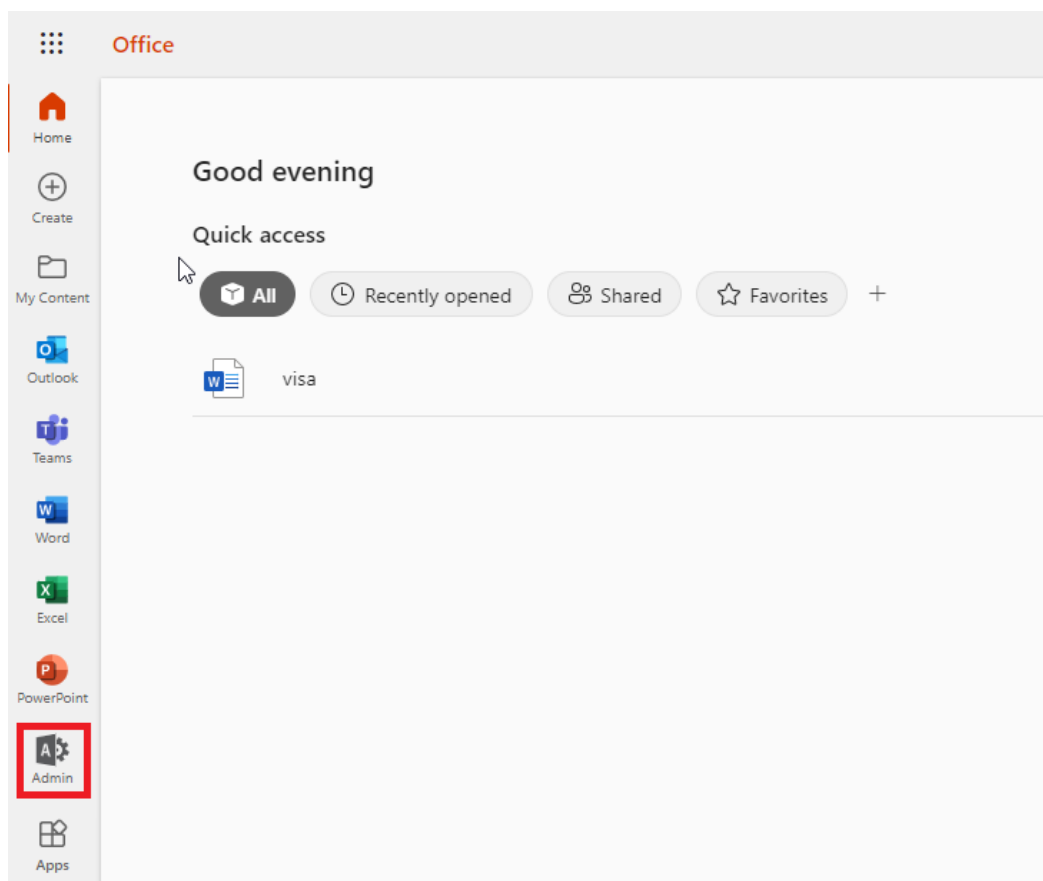 Office
Home
Create
My Content
Outlook
Teams
Word
Excel
PowerPoint
Admin
Apps
Good evening
Quick access
All
Recently opened
Shared
Favorites
visa